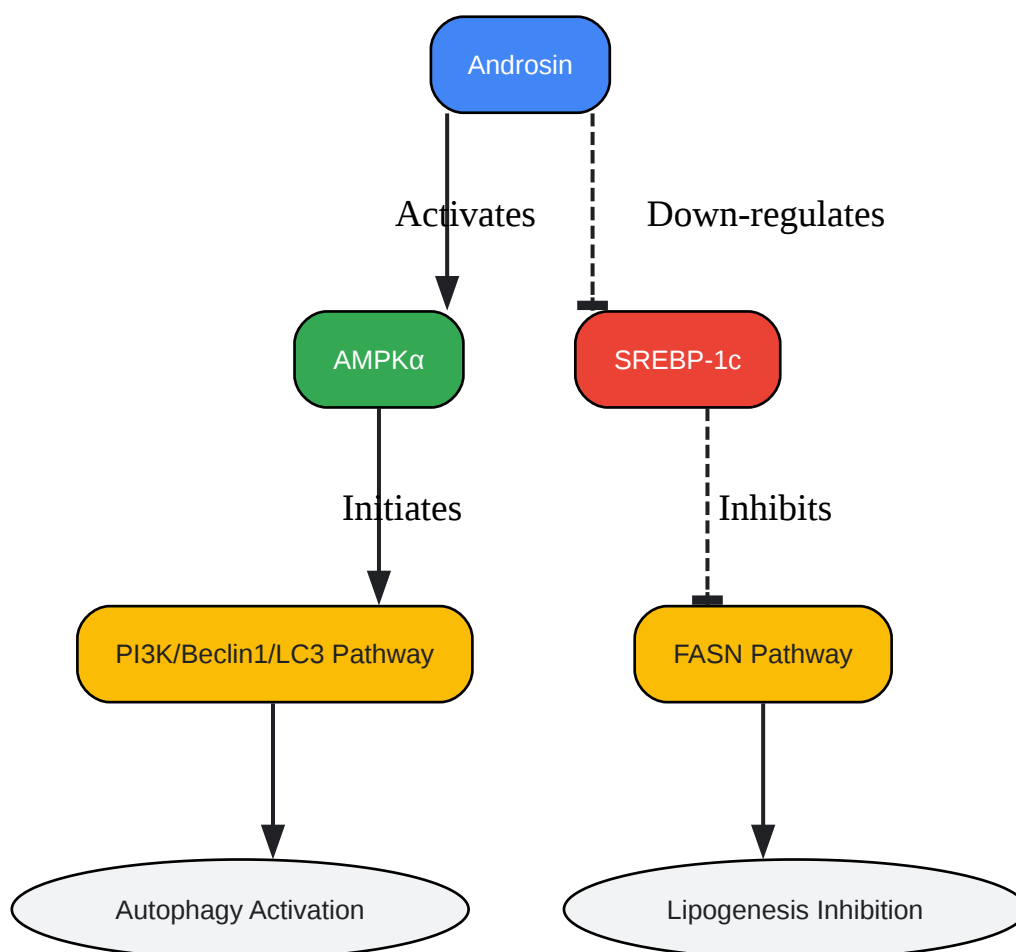 Androsin
Activates
Down-regulates
AMPKα
SREBP-1c
Initiates
Inhibits
PI3K/Beclin1/LC3 Pathway
FASN Pathway
Autophagy Activation
Lipogenesis Inhibition